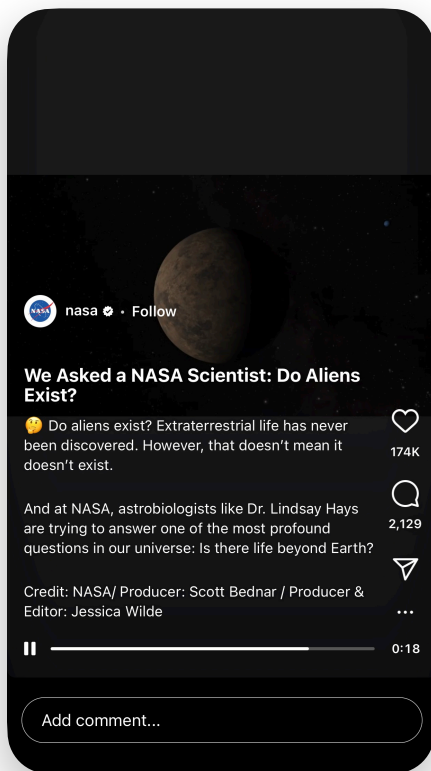 NASA
nasa • Follow
We Asked a NASA Scientist: Do Aliens
Exist?
🤔 Do aliens exist? Extraterrestrial life has never
been discovered. However, that doesn’t mean it
doesn’t exist.
And at NASA, astrobiologists like Dr. Lindsay Hays
are trying to answer one of the most profound
questions in our universe: Is there life beyond Earth?
Credit: NASA/ Producer: Scott Bednar / Producer &
Editor: Jessica Wilde
174K
2,129
0:18
Add comment...